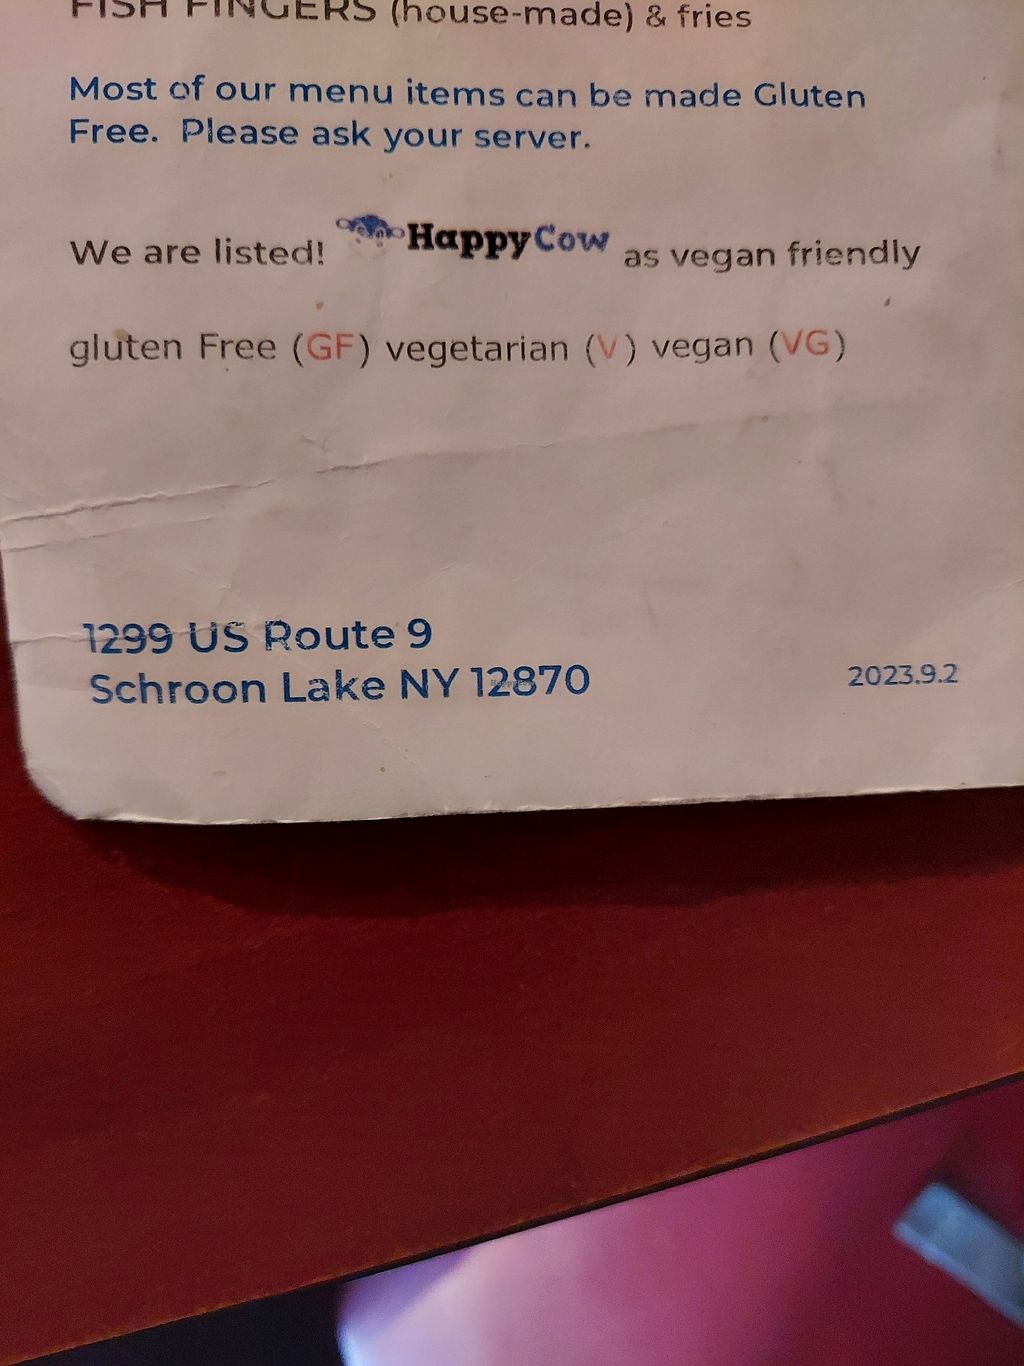 FISH FINGERS (house-made) & fries
Most of our menu items can be made Gluten
Free. Please ask your server.
We are listed! HappyCow as vegan friendly
gluten Free (GF) vegetarian (V) vegan (VG)
1299 US Route 9
Schroon Lake NY 12870
2023.9.2